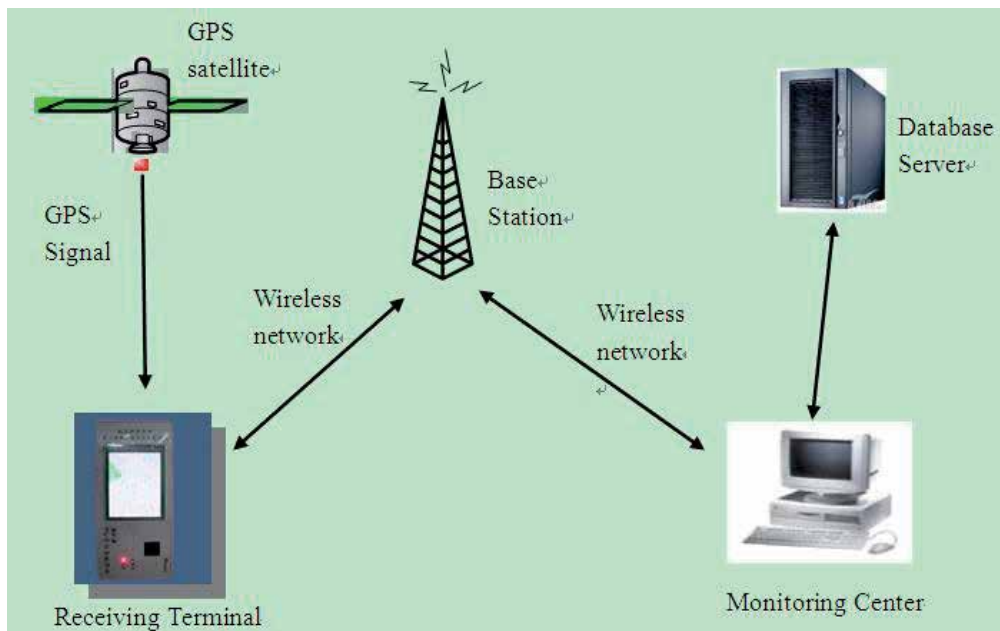 GPS
satellite
GPS
Signal
Base
Station
Database
Server
Wireless
network
Wireless
network
Receiving Terminal
Monitoring Center